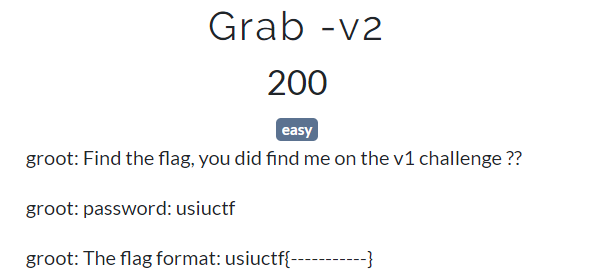 Grab -v2
200
easy
groot: Find the flag, you did find me on the v1 challenge ??
groot: password: usiuctf
groot: The flag format: usiuctf{-----------}